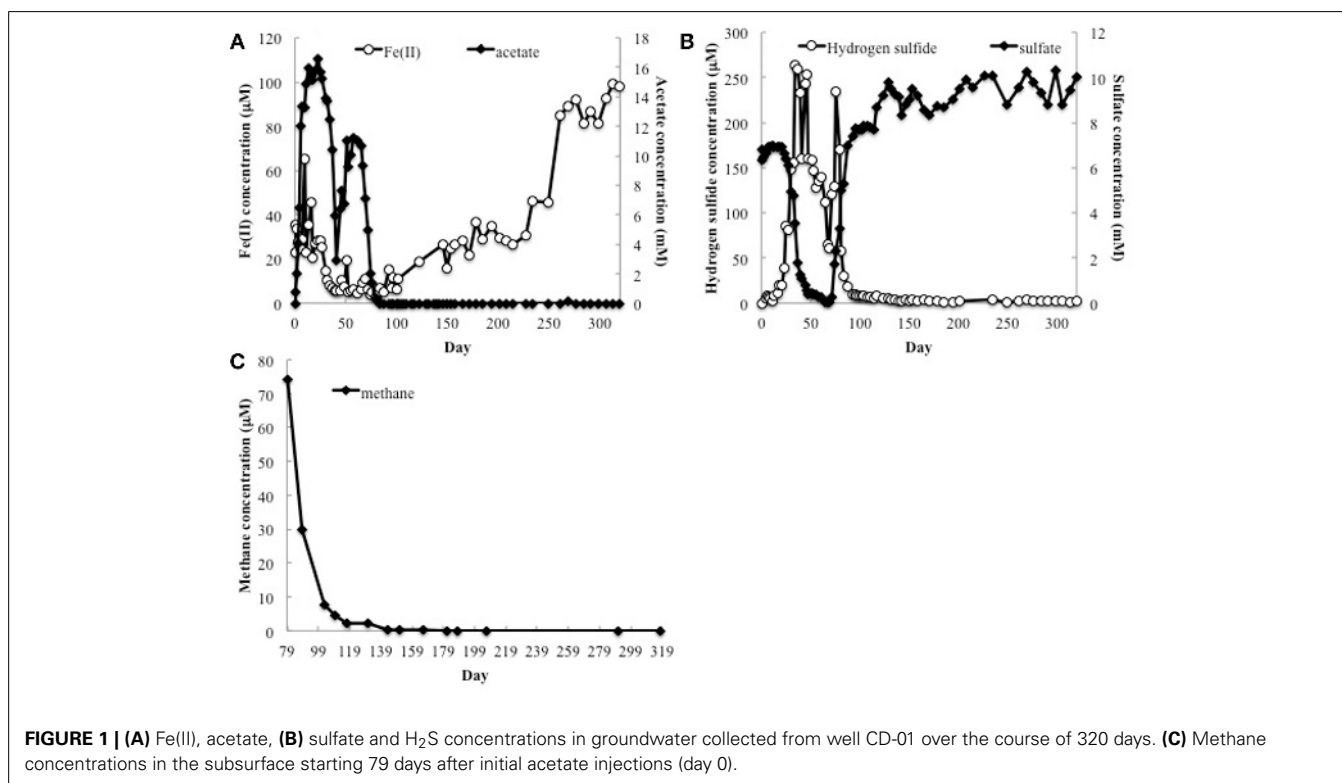 A
Fe(II)
acetate
120
100
80
60
40
20
0
Fe(II) concentration (µM)
18
16
14
12
10
8
6
4
2
0
Acetate concentration (mM)
0 50 100 150 200 250 300
Day
B
Hydrogen sulfide
sulfate
300
250
200
150
100
50
0
Hydrogen sulfide concentration (µM)
12
10
8
6
4
2
0
Sulfate concentration (mM)
0 50 100 150 200 250 300
Day
C
methane
80
70
60
50
40
30
20
10
0
Methane concentration (µM)
79 99 119 139 159 179 199 219 239 259 279 299 319
Day
FIGURE 1 | (A) Fe(II), acetate, (B) sulfate and H₂S concentrations in groundwater collected from well CD-01 over the course of 320 days. (C) Methane
concentrations in the subsurface starting 79 days after initial acetate injections (day 0).